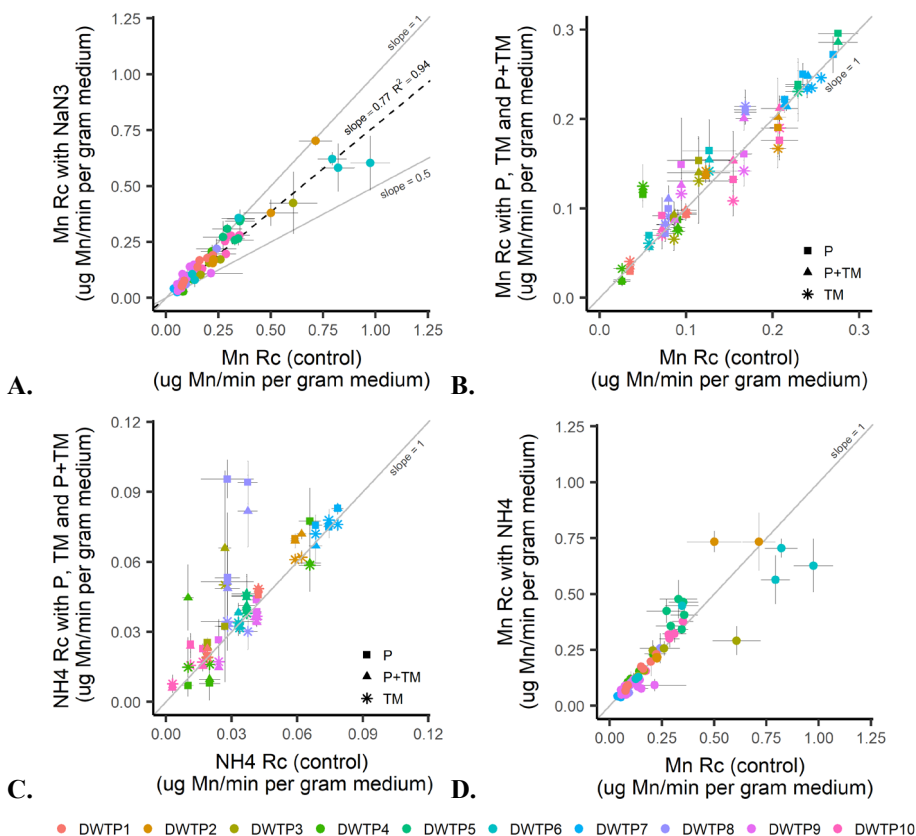 1.25
1.00
0.75
0.50
0.25
0.00
Mn Rc with NaN3
(ug Mn/min per gram medium)
slope = 1
slope = 0.77 R² = 0.94
slope = 0.5
0.00 0.25 0.50 0.75 1.00 1.25
Mn Rc (control)
(ug Mn/min per gram medium)
A.
0.3
0.2
0.1
0.0
Mn Rc with P, TM and P+TM
(ug Mn/min per gram medium)
slope = 1
P
P+TM
TM
0.0 0.1 0.2 0.3
Mn Rc (control)
(ug Mn/min per gram medium)
B.
0.12
0.09
0.06
0.03
0.00
NH4 Rc with P, TM and P+TM
(ug Mn/min per gram medium)
slope = 1
P
P+TM
TM
0.00 0.03 0.06 0.09 0.12
NH4 Rc (control)
(ug Mn/min per gram medium)
C.
1.25
1.00
0.75
0.50
0.25
0.00
Mn Rc with NH4
(ug Mn/min per gram medium)
slope = 1
0.00 0.25 0.50 0.75 1.00 1.25
Mn Rc (control)
(ug Mn/min per gram medium)
D.
DWTP1 DWTP2 DWTP3 DWTP4 DWTP5 DWTP6 DWTP7 DWTP8 DWTP9 DWTP10